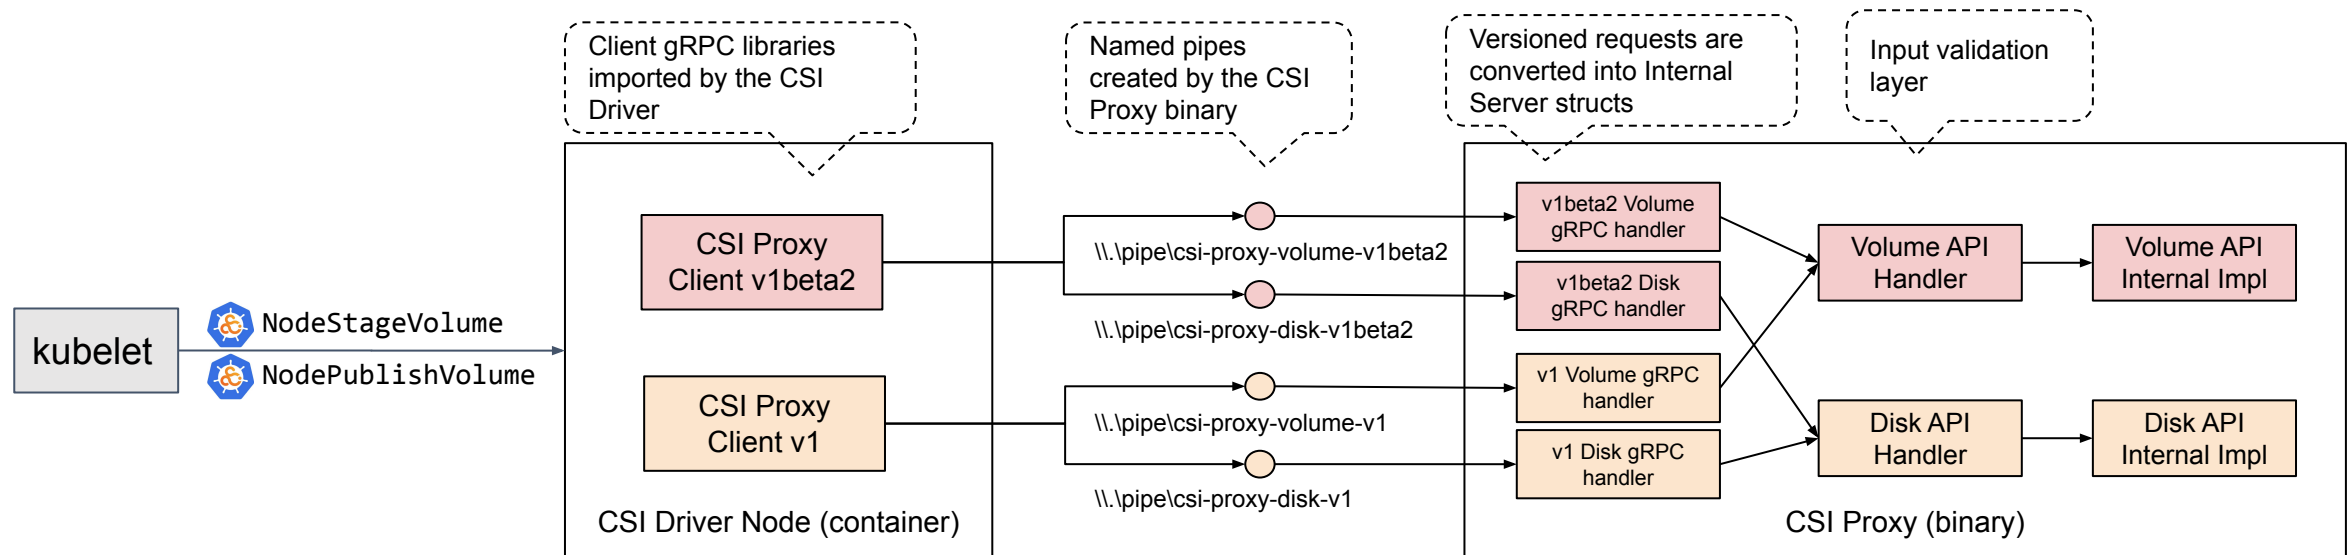 Client gRPC libraries
imported by the CSI
Driver
Named pipes
created by the CSI
Proxy binary
Versioned requests are
converted into Internal
Server structs
Input validation
layer
kubelet
NodeStageVolume
NodePublishVolume
CSI Proxy
Client v1beta2
CSI Proxy
Client v1
CSI Driver Node (container)
\\.\pipe\csi-proxy-volume-v1beta2
\\.\pipe\csi-proxy-disk-v1beta2
\\.\pipe\csi-proxy-volume-v1
\\.\pipe\csi-proxy-disk-v1
v1beta2 Volume
gRPC handler
v1beta2 Disk
gRPC handler
v1 Volume gRPC
handler
v1 Disk gRPC
handler
Volume API
Handler
Volume API
Internal Impl
Disk API
Handler
Disk API
Internal Impl
CSI Proxy (binary)